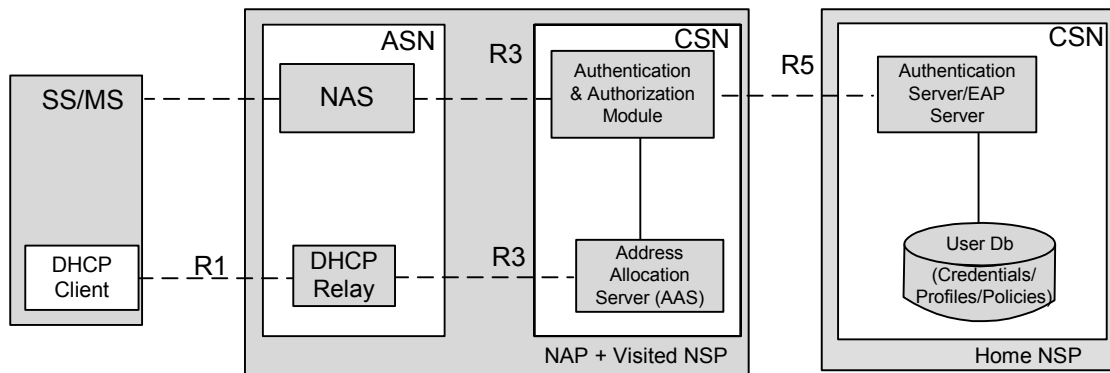 SS/MS
DHCP
Client
R1
ASN
NAS
DHCP
Relay
R3
R3
CSN
Authentication
& Authorization
Module
Address
Allocation
Server (AAS)
NAP + Visited NSP
R5
CSN
Authentication
Server/EAP
Server
User Db
(Credentials/
Profiles/Policies)
Home NSP